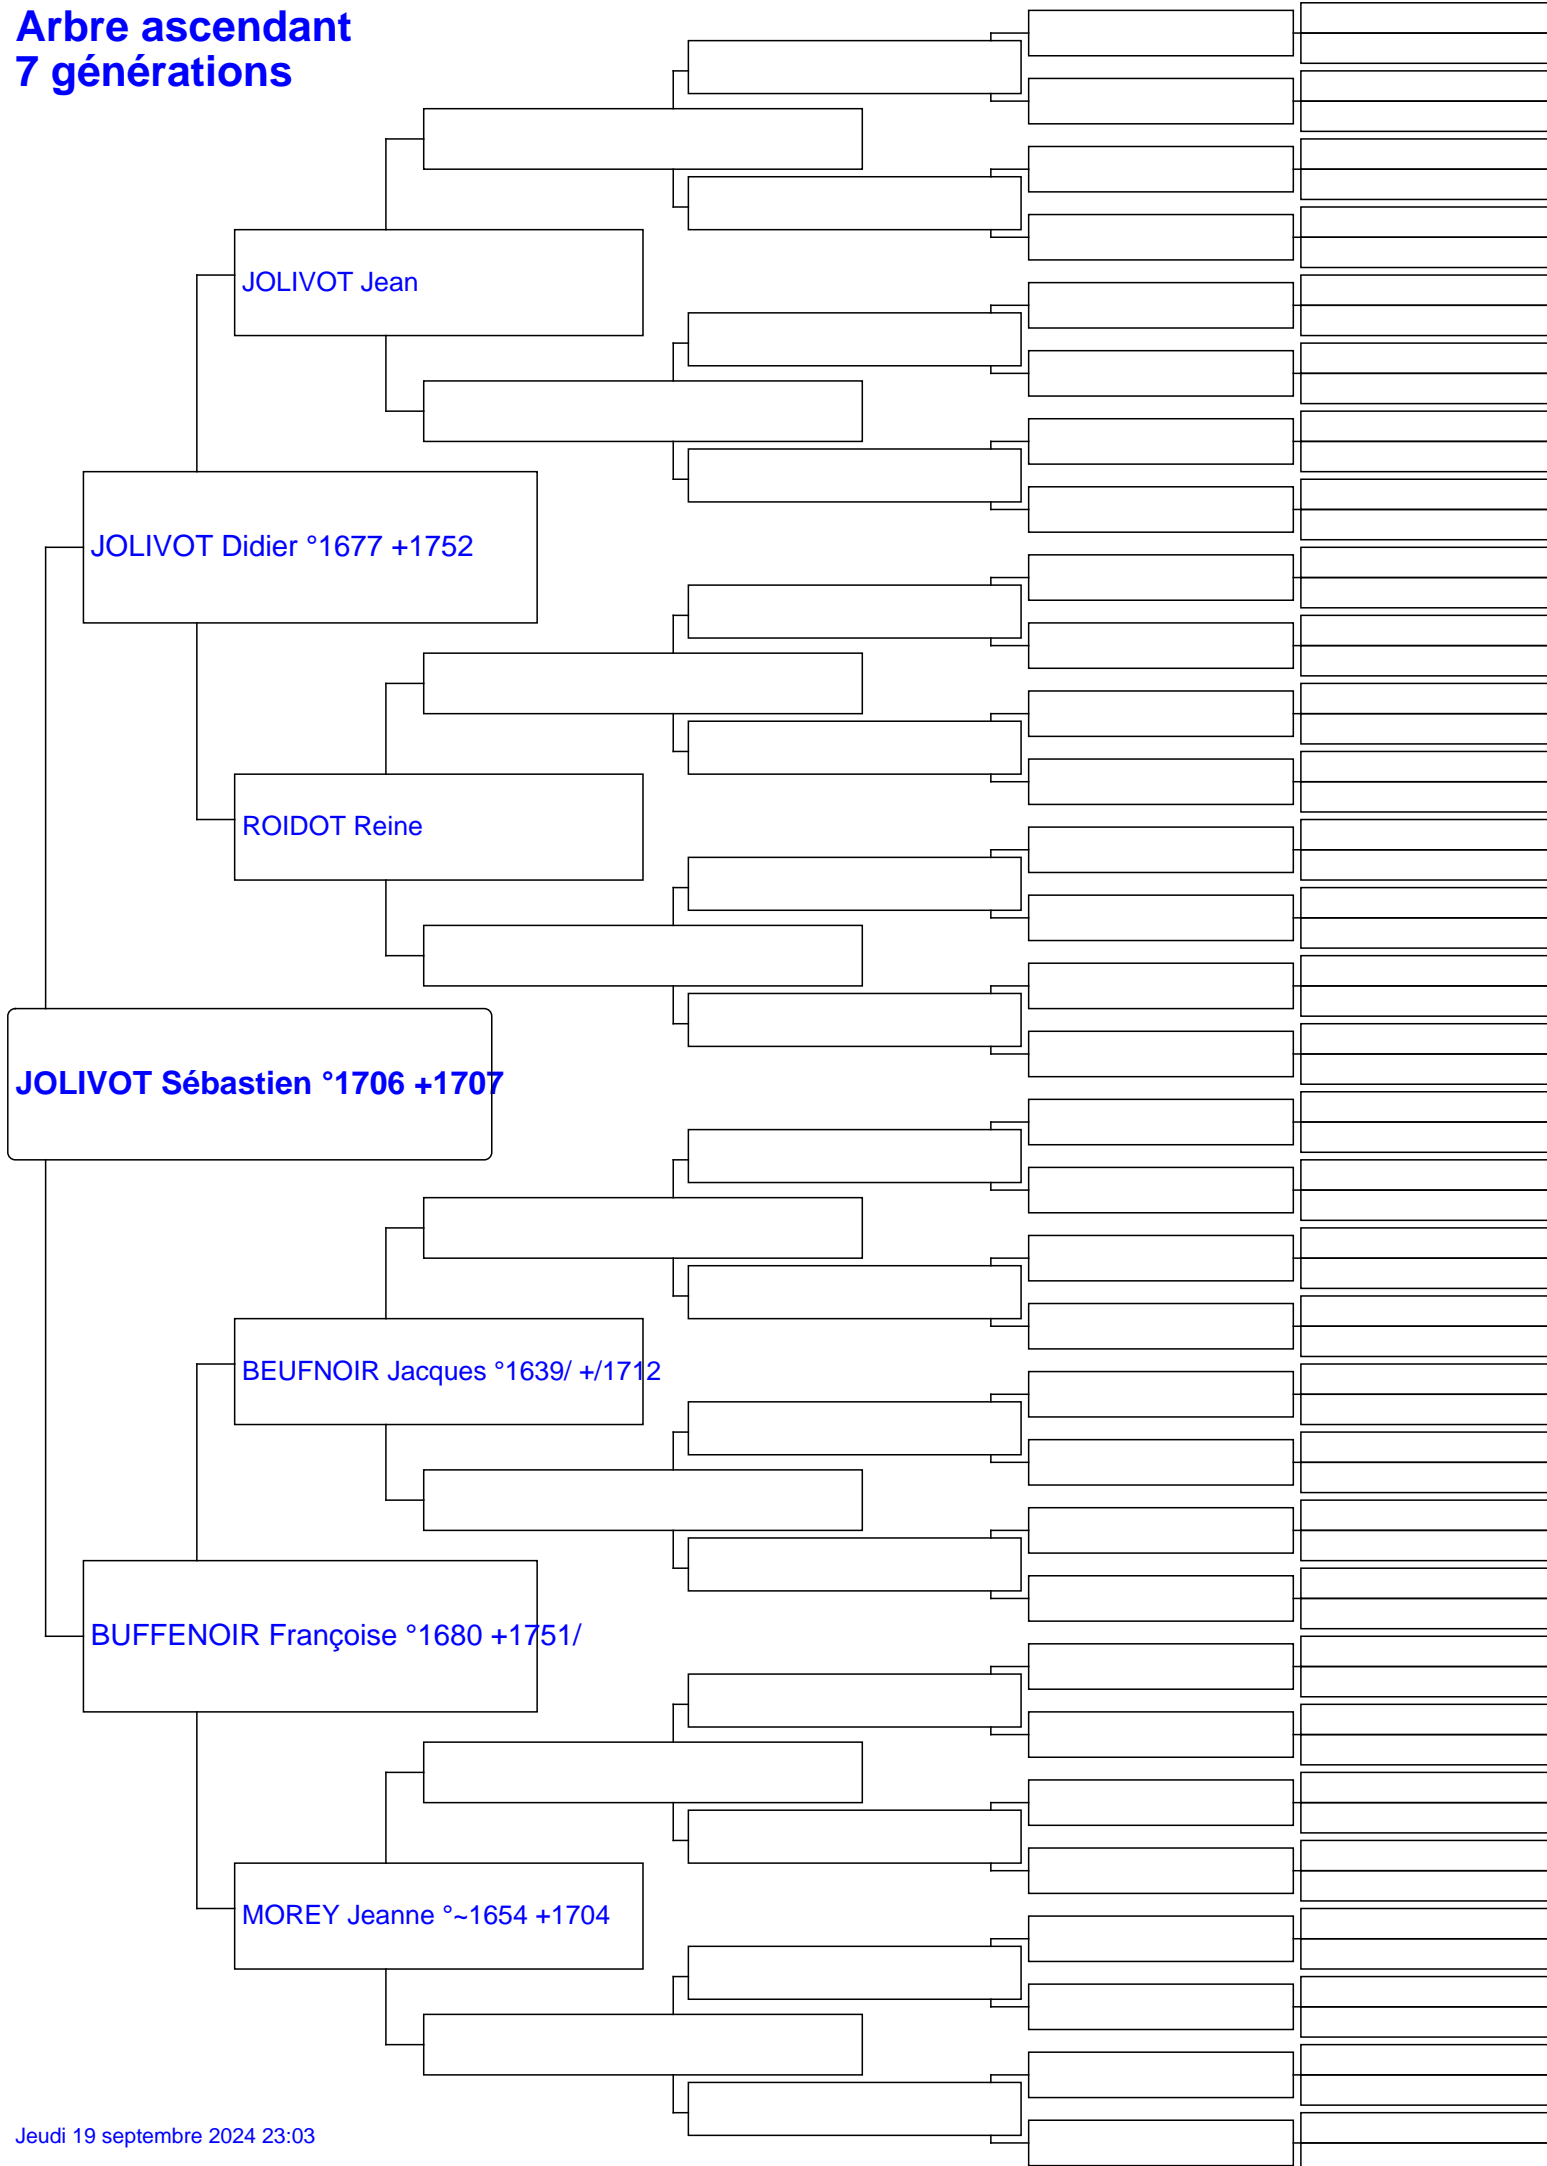 Arbre ascendant
7 générations
JOLIVOT Jean
JOLIVOT Didier °1677 +1752
ROIDOT Reine
JOLIVOT Sébastien °1706 +1707
BEUFNOIR Jacques °1639/ +/1712
BUFFENOIR Françoise °1680 +1751/
MOREY Jeanne °~1654 +1704
Jeudi 19 septembre 2024 23:03